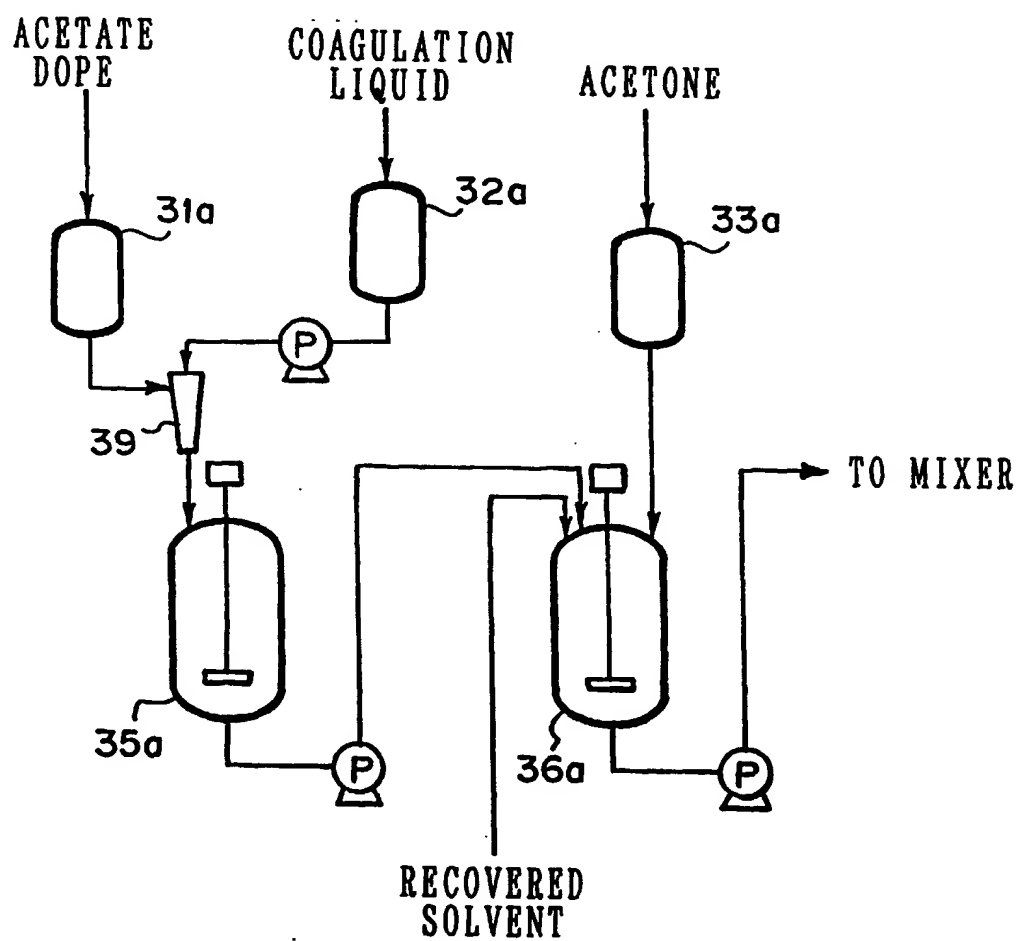 ACETATE
DOPE
COAGULATION
LIQUID
ACETONE
31a
32a
33a
P
39
TO MIXER
35a
P
36a
P
RECOVERED
SOLVENT